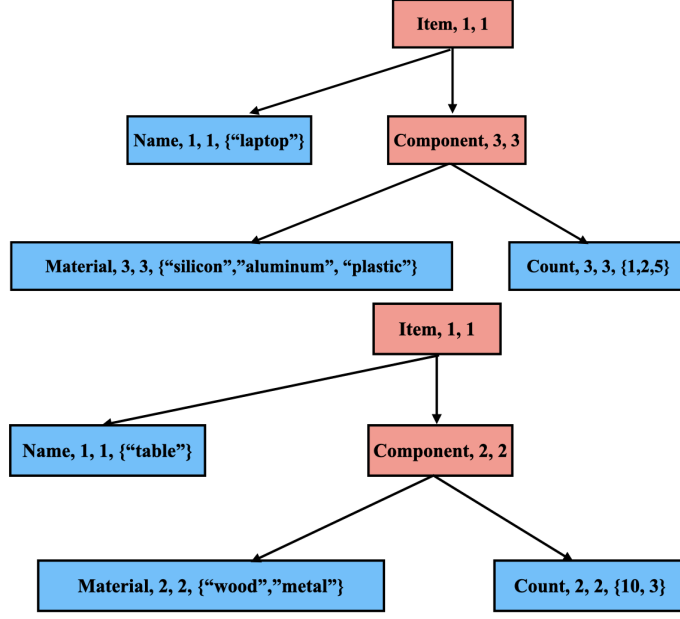 Item, 1, 1
Name, 1, 1, {“laptop”}
Component, 3, 3
Material, 3, 3, {“silicon”,”aluminum”, “plastic”}
Count, 3, 3, {1,2,5}
Item, 1, 1
Name, 1, 1, {“table”}
Component, 2, 2
Material, 2, 2, {“wood”,”metal”}
Count, 2, 2, {10, 3}